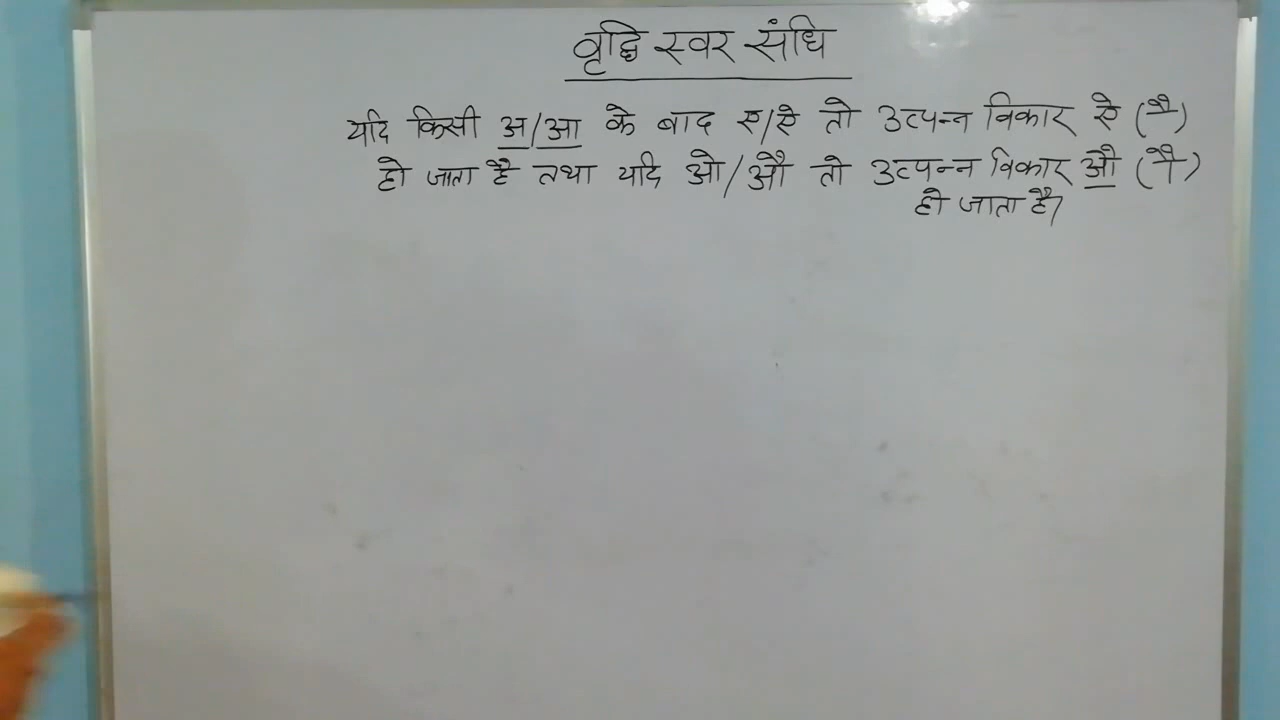 वृद्धि स्वर संधि
यदि किसी अ/आ के बाद ए/ऐ तो उत्पन्न विकार ऐ (ै)
हो जाता है तथा यदि ओ/औ तो उत्पन्न विकार औ (ौ)
हो जाता है।